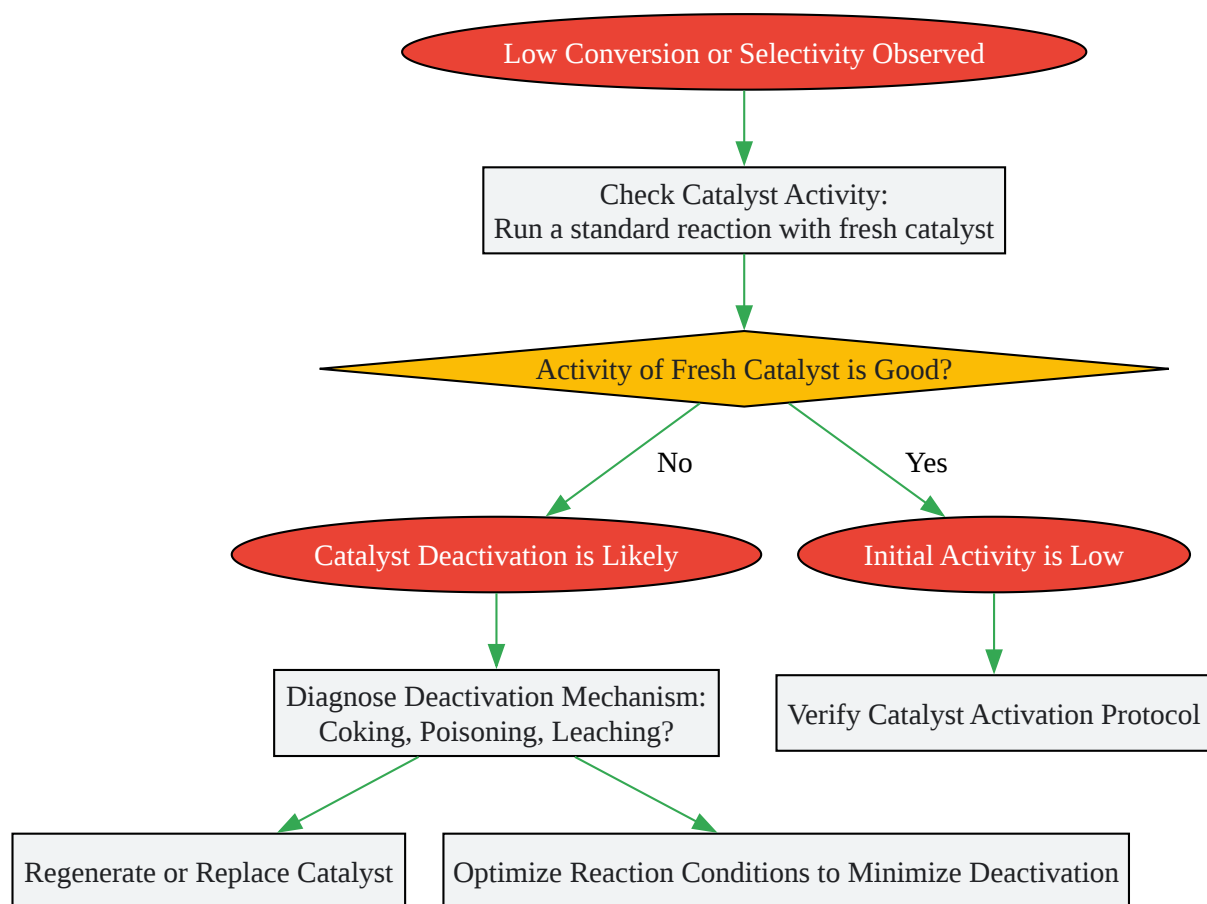 Low Conversion or Selectivity Observed
Check Catalyst Activity:
Run a standard reaction with fresh catalyst
Activity of Fresh Catalyst is Good?
No
Yes
Catalyst Deactivation is Likely
Initial Activity is Low
Diagnose Deactivation Mechanism:
Coking, Poisoning, Leaching?
Verify Catalyst Activation Protocol
Regenerate or Replace Catalyst
Optimize Reaction Conditions to Minimize Deactivation